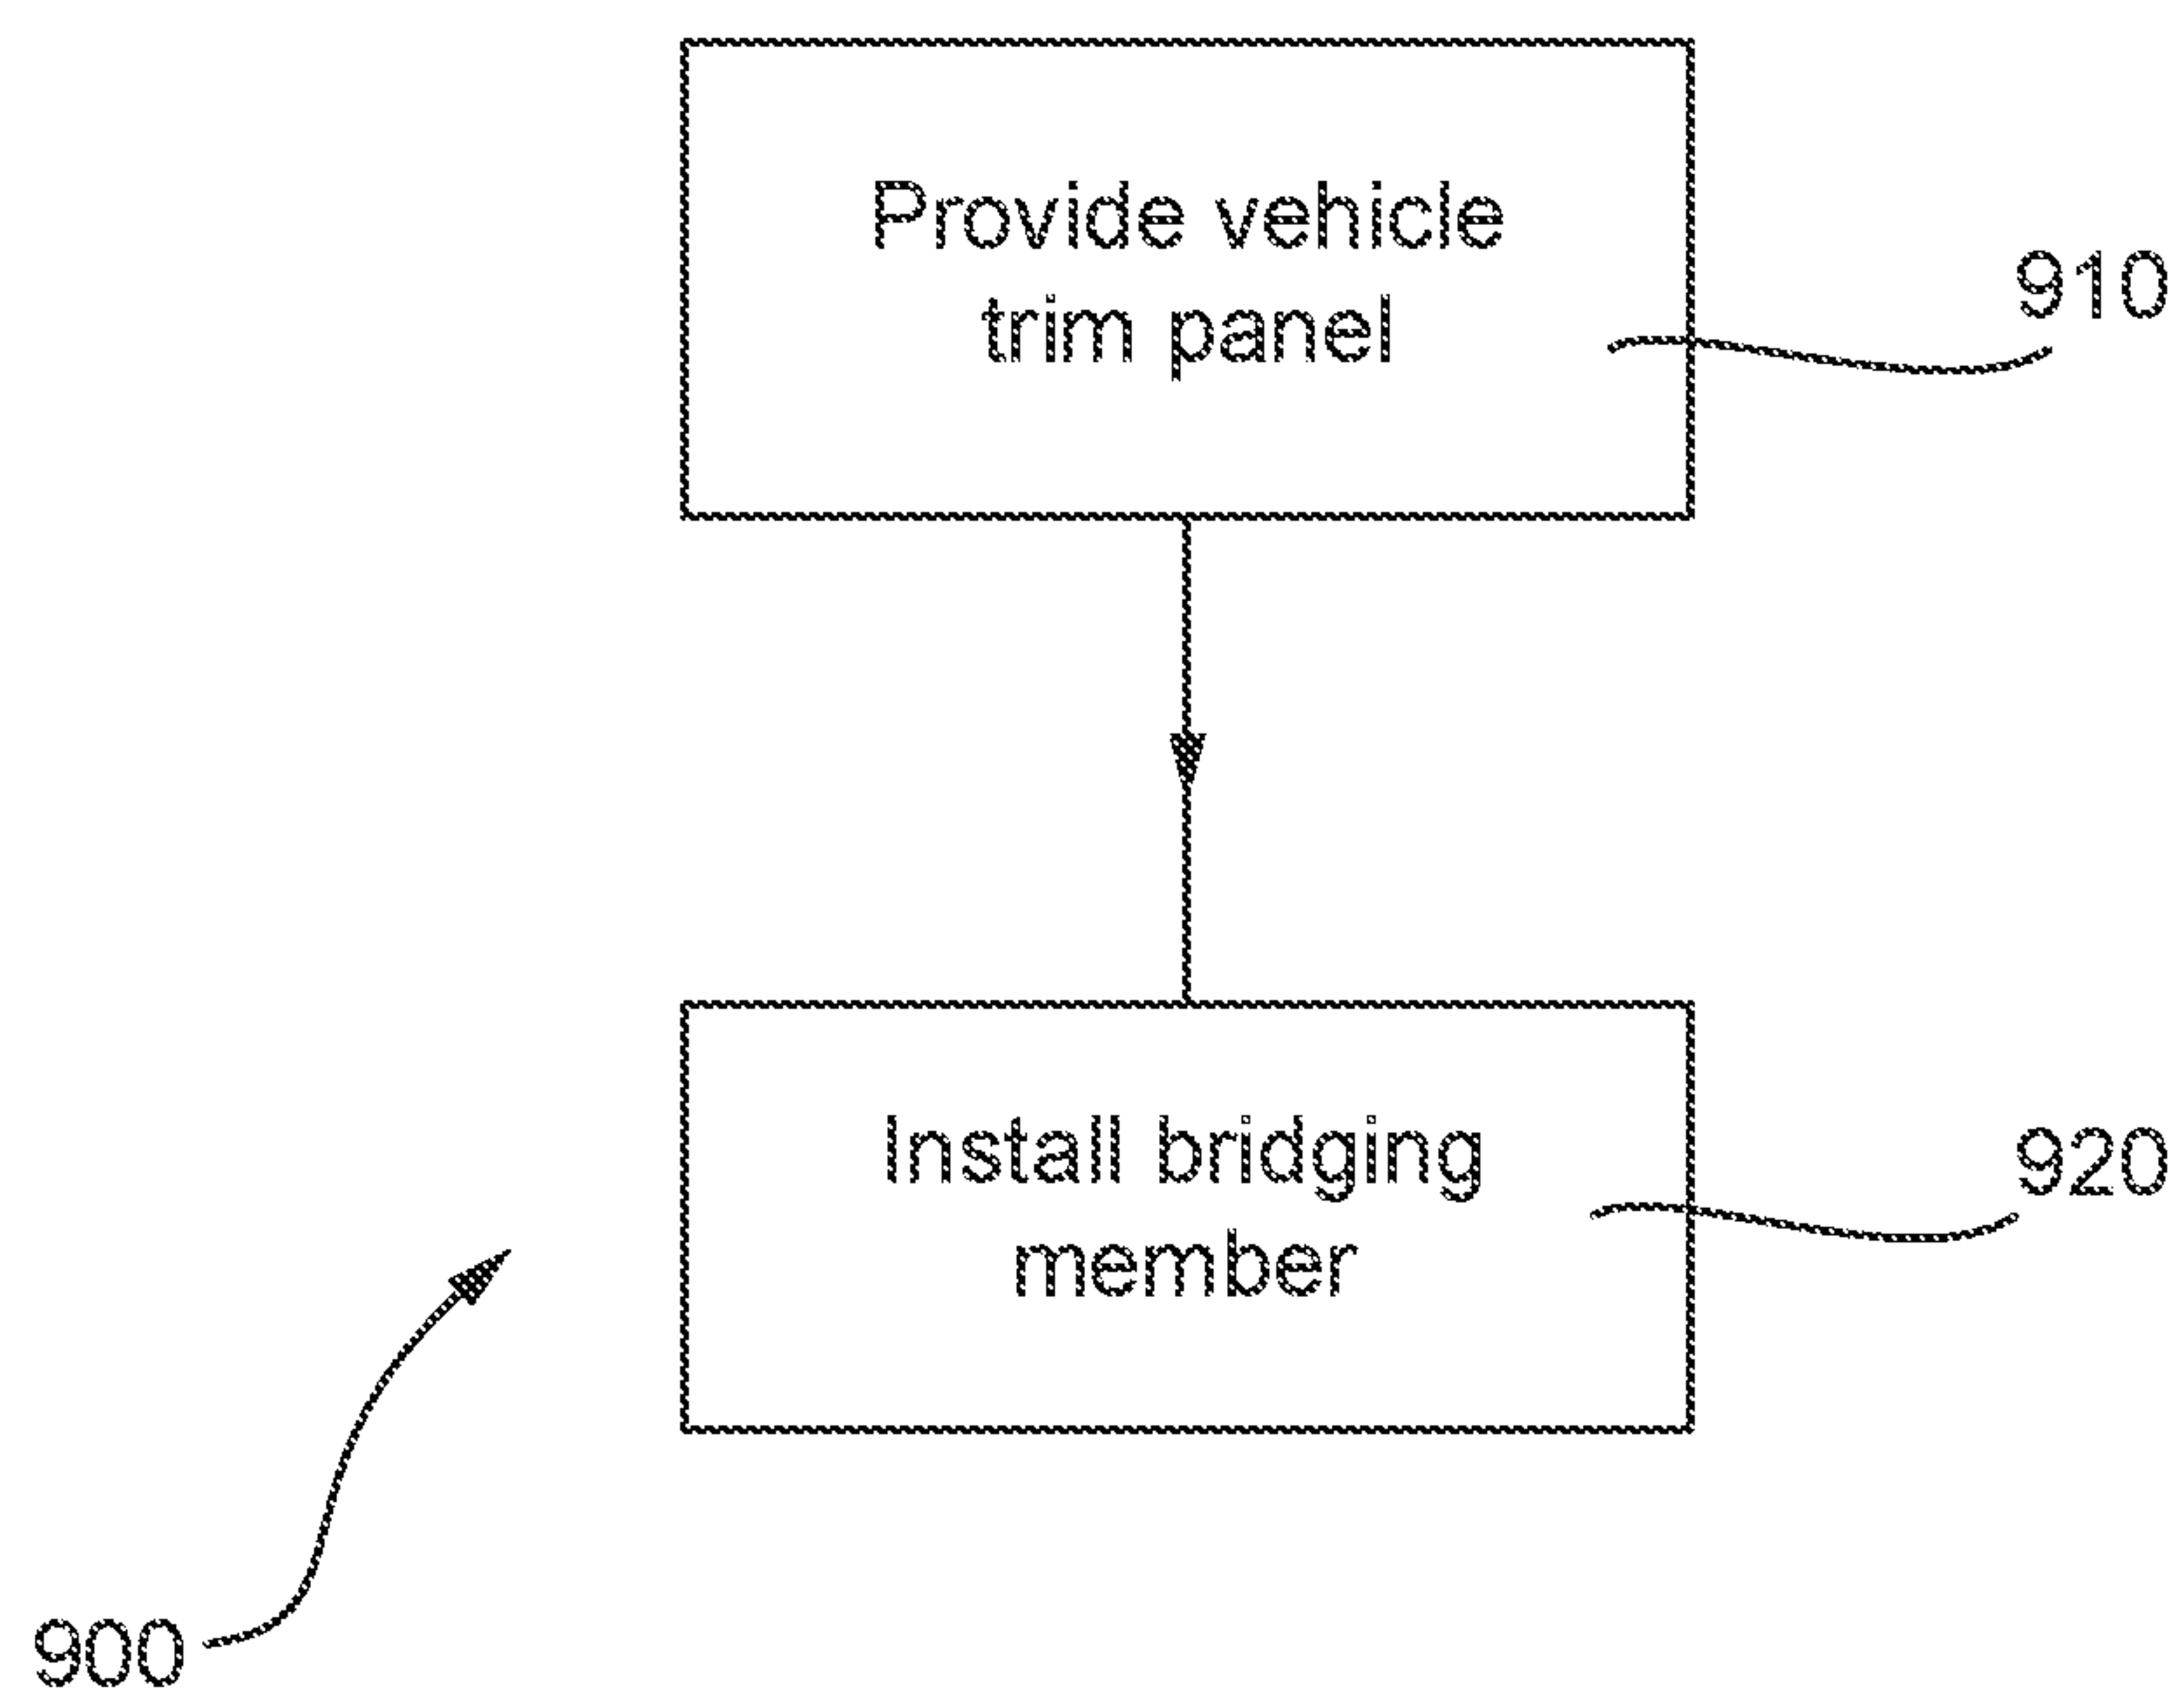 Provide vehicle
trim panel
910
Install bridging
member
920
900